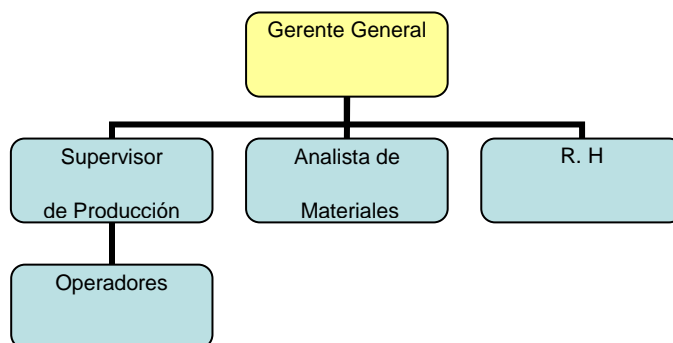 Gerente General
Supervisor
de Producción
Analista de
Materiales
R. H
Operadores